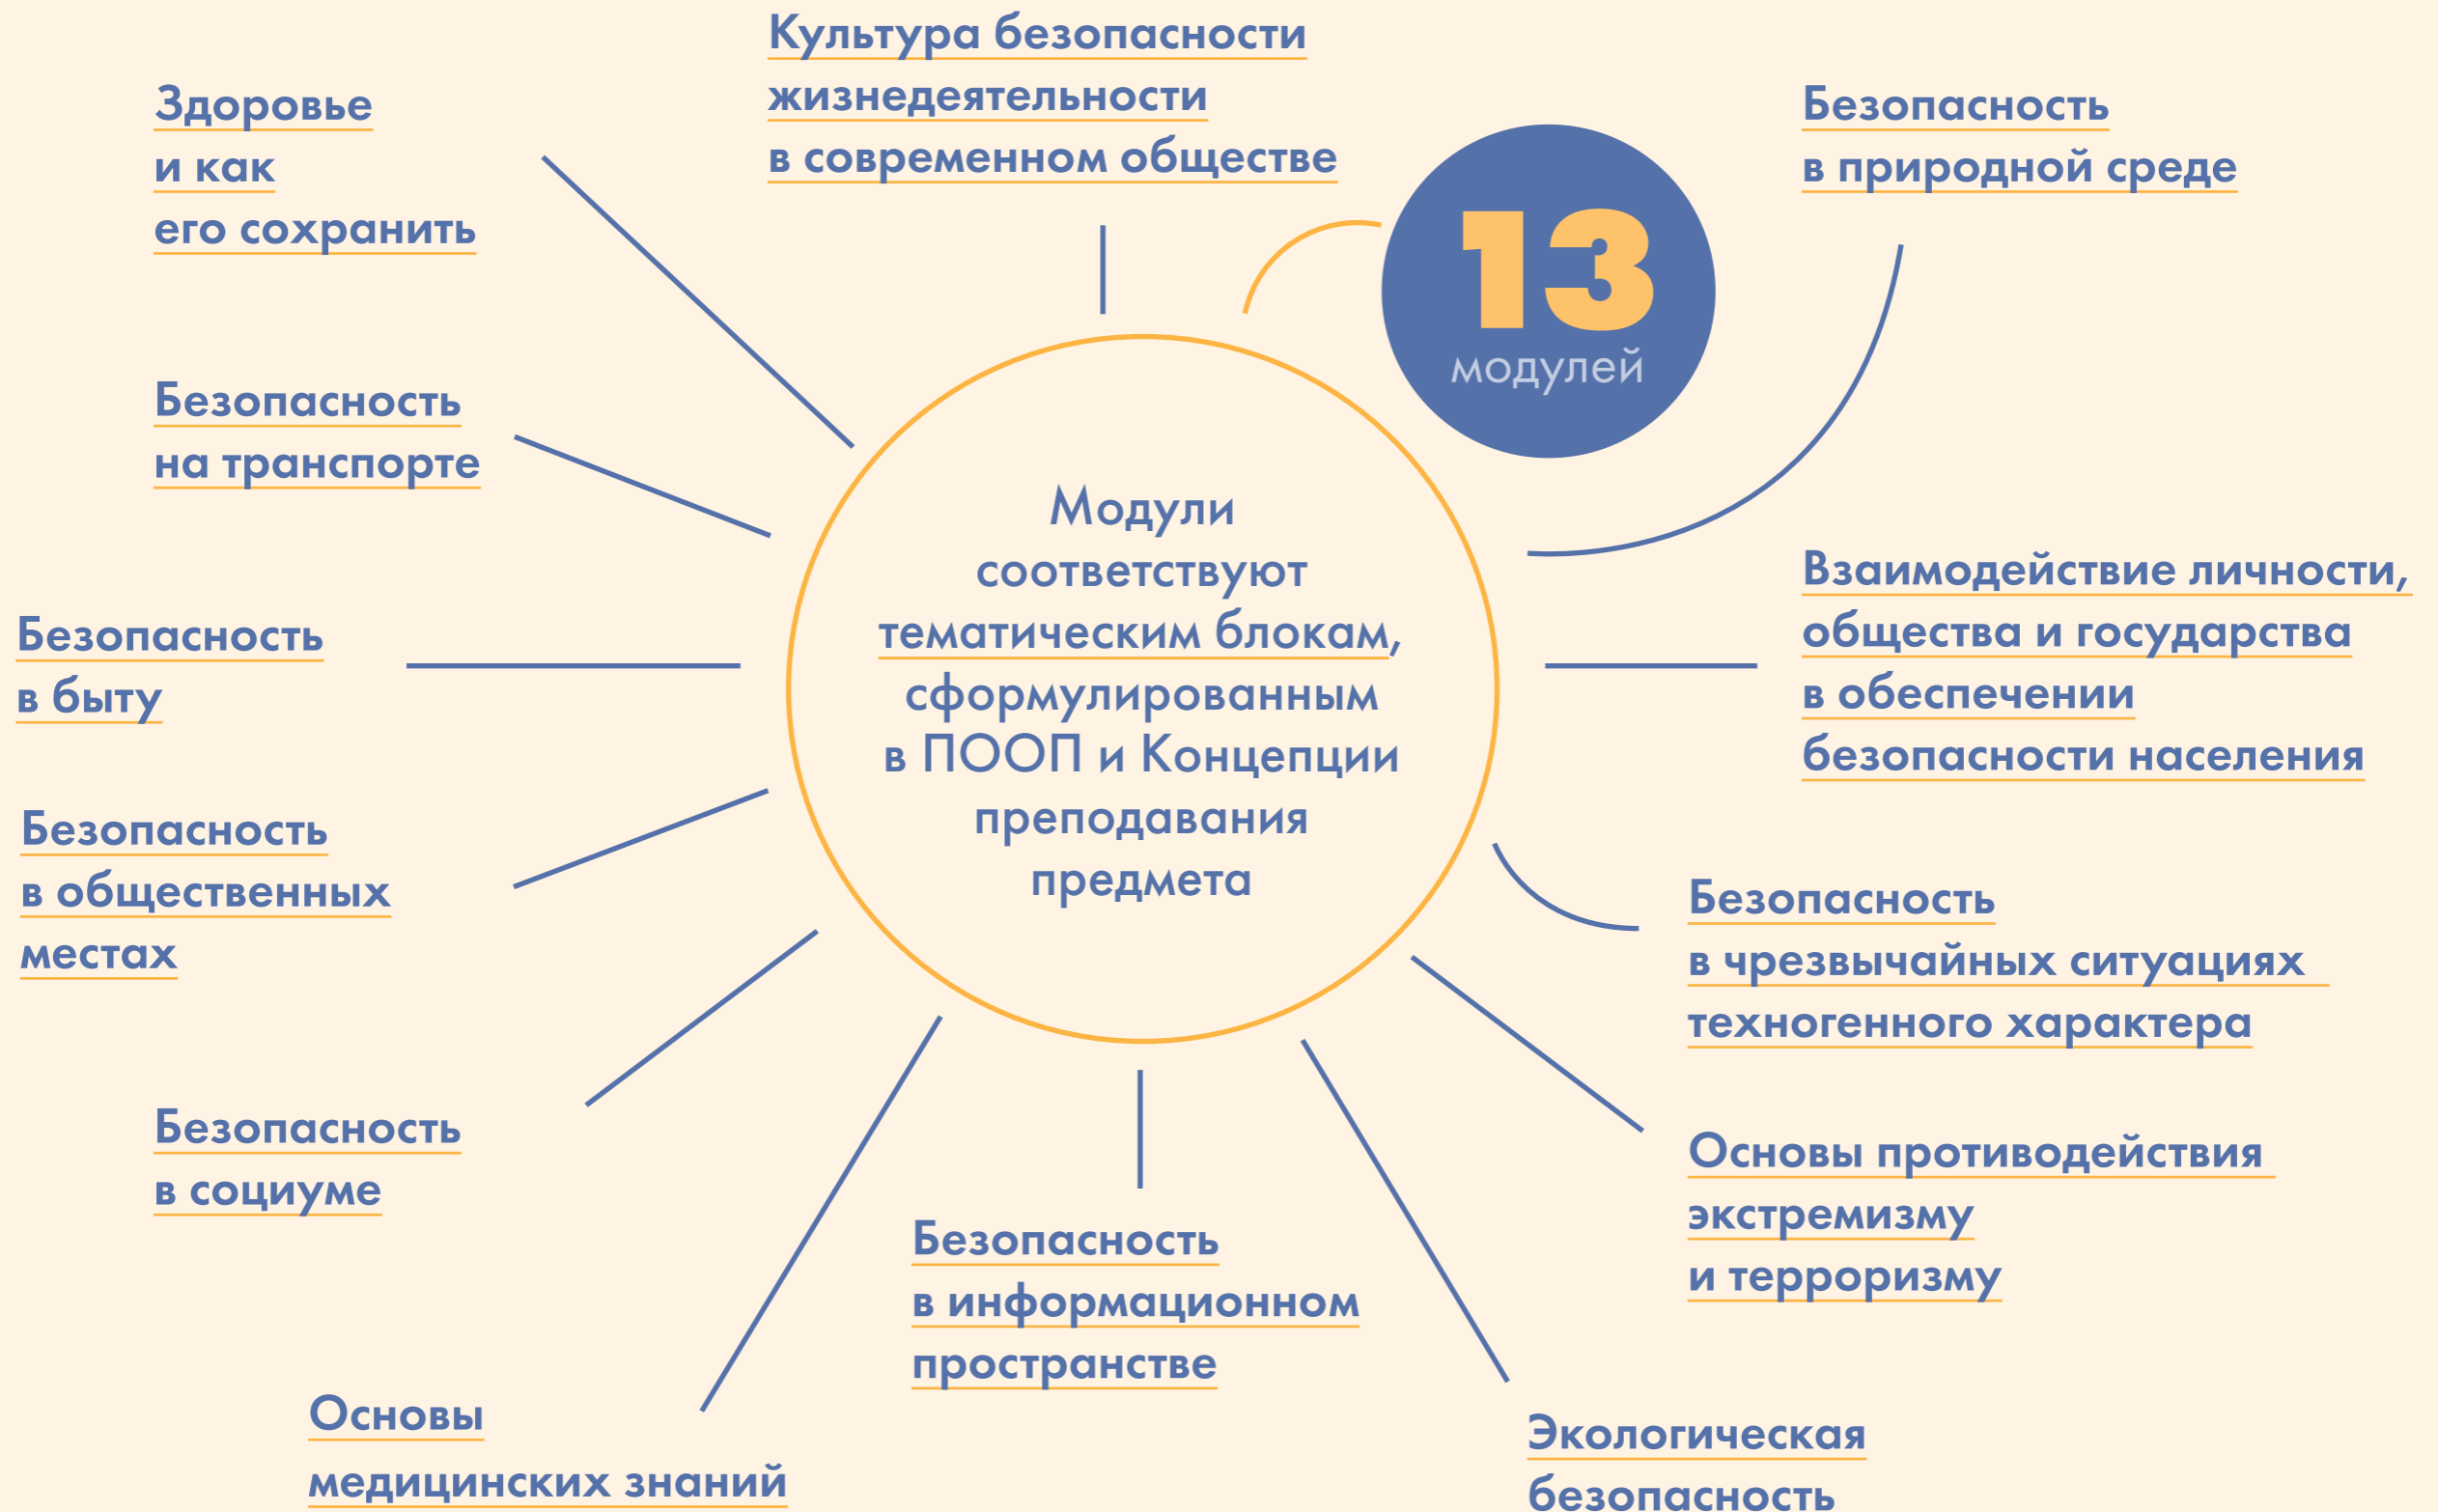 Культура безопасности
жизнедеятельности
в современном обществе
Здоровье
и как
его сохранить
Безопасность
в природной среде
13
модулей
Безопасность
на транспорте
Модули
соответствуют
тематическим блокам,
сформулированным
в ПООП и Концепции
преподавания
предмета
Взаимодействие личности,
общества и государства
в обеспечении
безопасности населения
Безопасность
в быту
Безопасность
в общественных
местах
Безопасность
в чрезвычайных ситуациях
техногенного характера
Безопасность
в социуме
Основы противодействия
экстремизму
и терроризму
Безопасность
в информационном
пространстве
Основы
медицинских знаний
Экологическая
безопасность